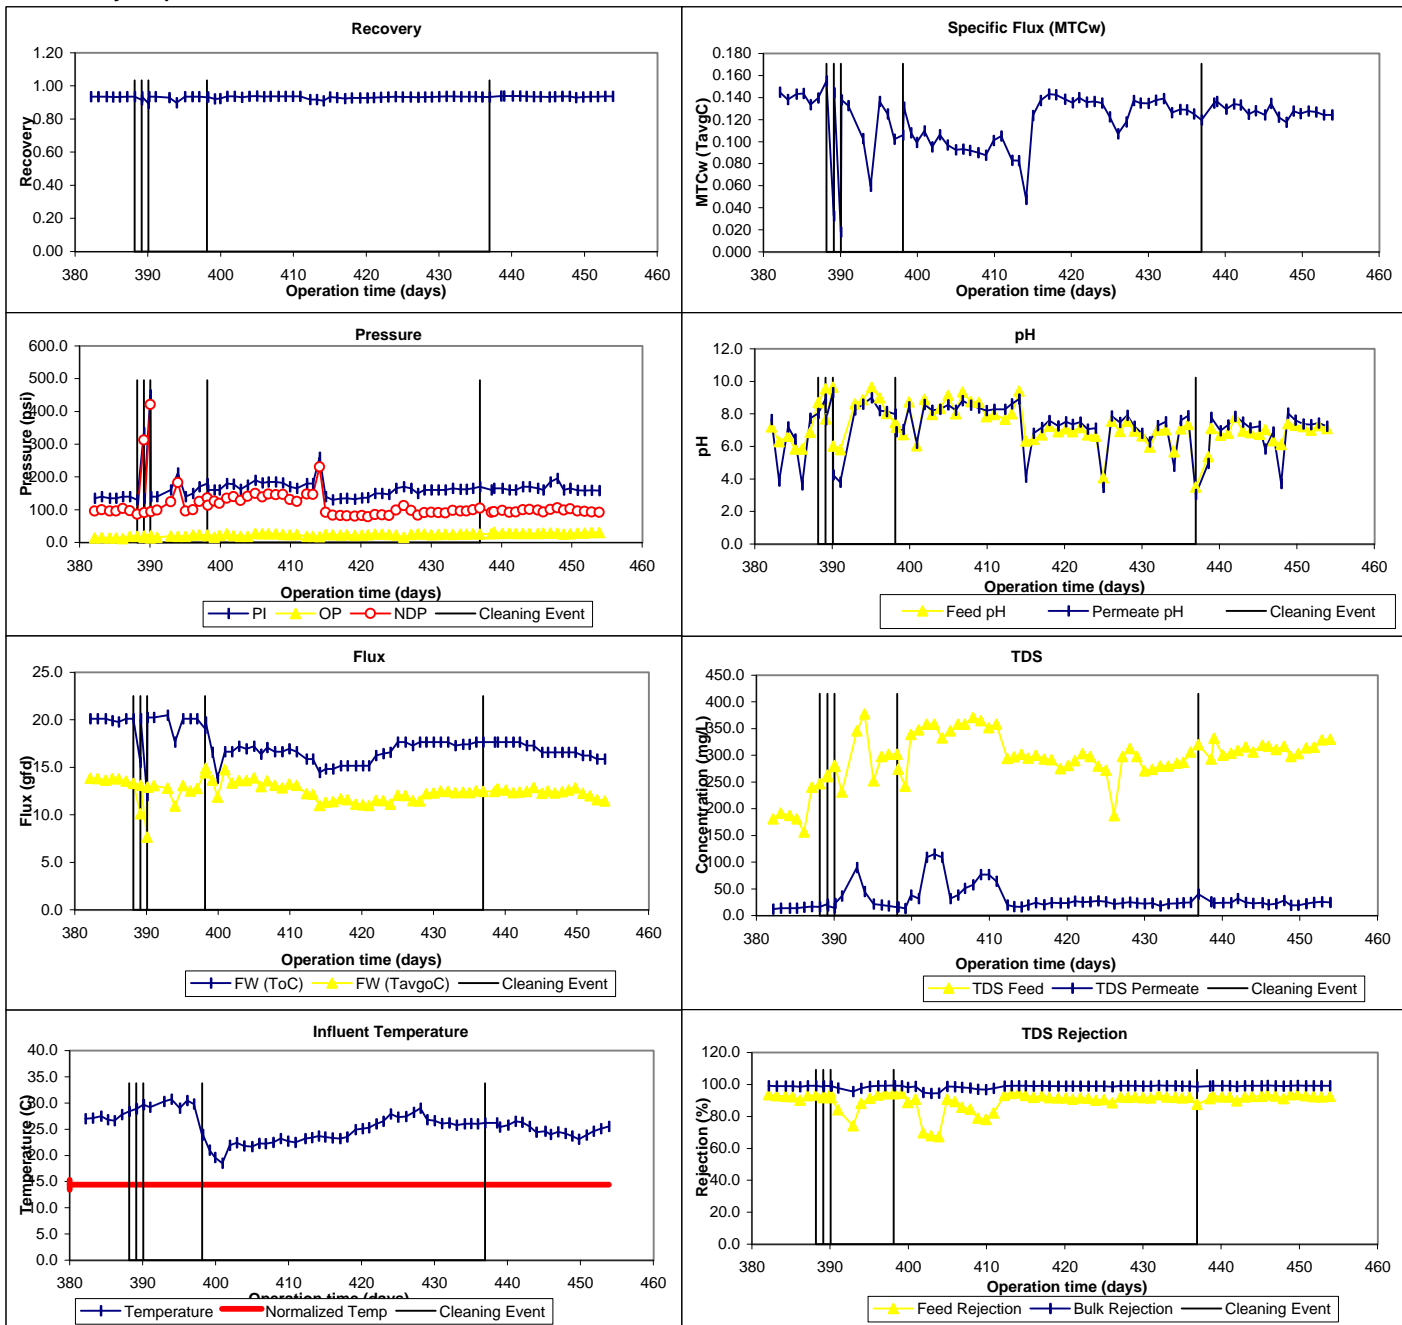 Recovery
1.20
1.00
0.80
0.60
0.40
0.20
0.00
Recovery
380 390 400 410 420 430 440 450 460
Operation time (days)
Specific Flux (MTCw)
0.180
0.160
0.140
0.120
0.100
0.080
0.060
0.040
0.020
0.000
MTCw (TavgC)
380 390 400 410 420 430 440 450 460
Operation time (days)
Pressure
600.0
500.0
400.0
300.0
200.0
100.0
0.0
Pressure (psi)
380 390 400 410 420 430 440 450 460
Operation time (days)
PI OP NDP Cleaning Event
pH
12.0
10.0
8.0
6.0
4.0
2.0
0.0
pH
380 390 400 410 420 430 440 450 460
Operation time (days)
Feed pH Permeate pH Cleaning Event
Flux
25.0
20.0
15.0
10.0
5.0
0.0
Flux (gfd)
380 390 400 410 420 430 440 450 460
Operation time (days)
FW (ToC) FW (TavgoC) Cleaning Event
TDS
450.0
400.0
350.0
300.0
250.0
200.0
150.0
100.0
50.0
0.0
Concentration (mg/L)
380 390 400 410 420 430 440 450 460
Operation time (days)
TDS Feed TDS Permeate Cleaning Event
Influent Temperature
40.0
35.0
30.0
25.0
20.0
15.0
10.0
5.0
0.0
Temperature (C)
380 390 400 410 420 430 440 450 460
Operation time (days)
Temperature Normalized Temp Cleaning Event
TDS Rejection
120.0
100.0
80.0
60.0
40.0
20.0
0.0
Rejection (%)
380 390 400 410 420 430 440 450 460
Operation time (days)
Feed Rejection Bulk Rejection Cleaning Event